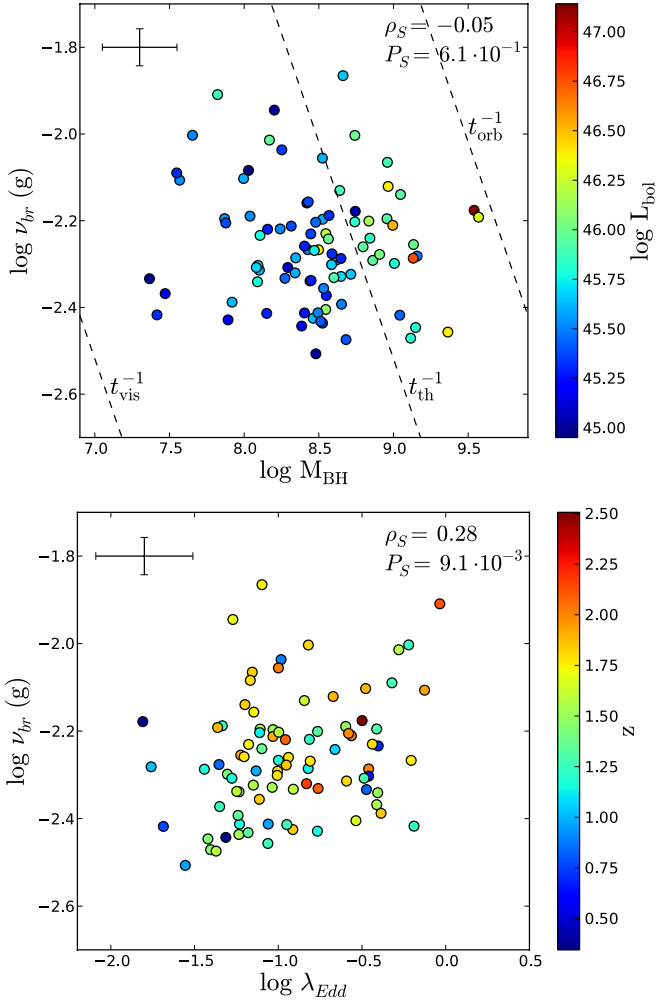 ρ_S = −0.05
P_S = 6.1 · 10⁻¹
t_orb⁻¹
t_vis⁻¹
t_th⁻¹
−1.8
−2.0
−2.2
−2.4
−2.6
log ν_br (g)
7.0 7.5 8.0 8.5 9.0 9.5
log M_BH
47.00
46.75
46.50
46.25
46.00
45.75
45.50
45.25
45.00
log L_bol
ρ_S = 0.28
P_S = 9.1 · 10⁻³
−1.8
−2.0
−2.2
−2.4
−2.6
log ν_br (g)
−2.0 −1.5 −1.0 −0.5 0.0 0.5
log λ_Edd
2.50
2.25
2.00
1.75
1.50
1.25
1.00
0.75
0.50
z